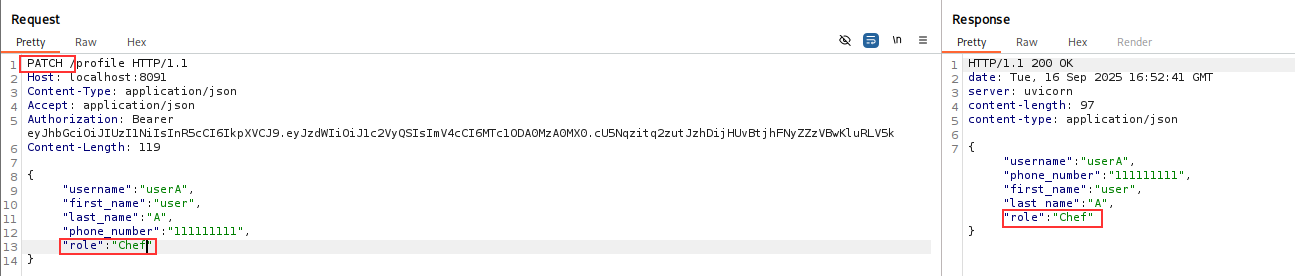 Request
Pretty Raw Hex \n
1 PATCH /profile HTTP/1.1
2 Host: localhost:8091
3 Content-Type: application/json
4 Accept: application/json
5 Authorization: Bearer
eyJhbGciOiJIUzI1NiIsInR5cCI6IkpXVCJ9.eyJzdWIiOiJ1c2VyQSIsImV4cCI6MTc1ODA0MzA0MX0.cU5Nqzitq2zutJzhDijHUvBtjhFNyZZzVBwKluRLV5k
6 Content-Length: 119
7
8 {
9 "username":"userA",
10 "first_name":"user",
11 "last_name":"A",
12 "phone_number":"111111111",
13 "role":"Chef"
14 }
Response
Pretty Raw Hex Render
1 HTTP/1.1 200 OK
2 date: Tue, 16 Sep 2025 16:52:41 GMT
3 server: uvicorn
4 content-length: 97
5 content-type: application/json
6
7 {
"username":"userA",
"phone_number":"111111111",
"first_name":"user",
"last_name":"A",
"role":"Chef"
}